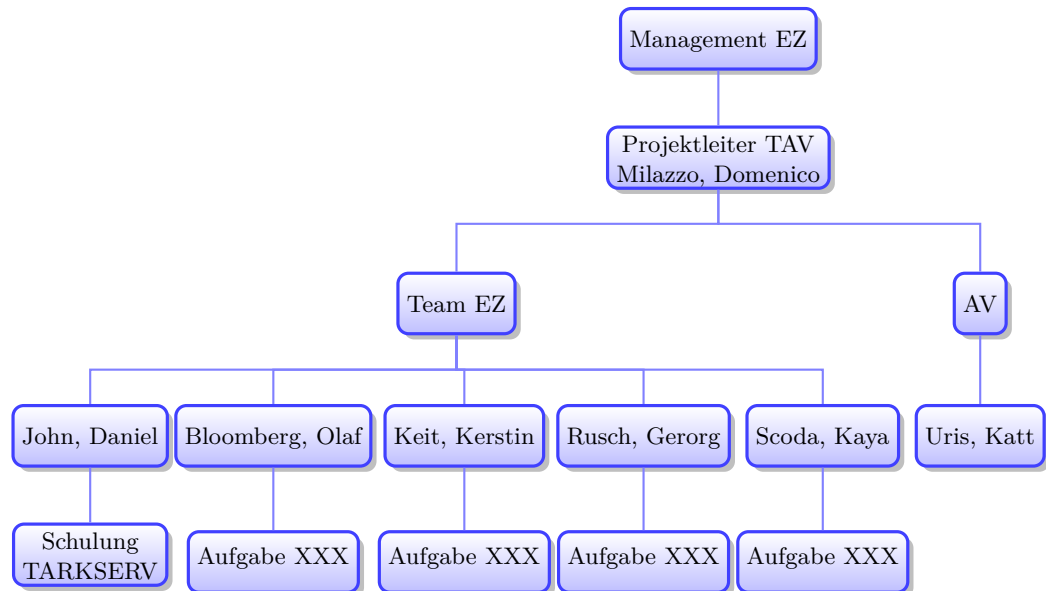 Management EZ
Projektleiter TAV
Milazzo, Domenico
Team EZ
AV
John, Daniel
Bloomberg, Olaf
Keit, Kerstin
Rusch, Gerorg
Scoda, Kaya
Uris, Katt
Schulung
TARKSERV
Aufgabe XXX
Aufgabe XXX
Aufgabe XXX
Aufgabe XXX